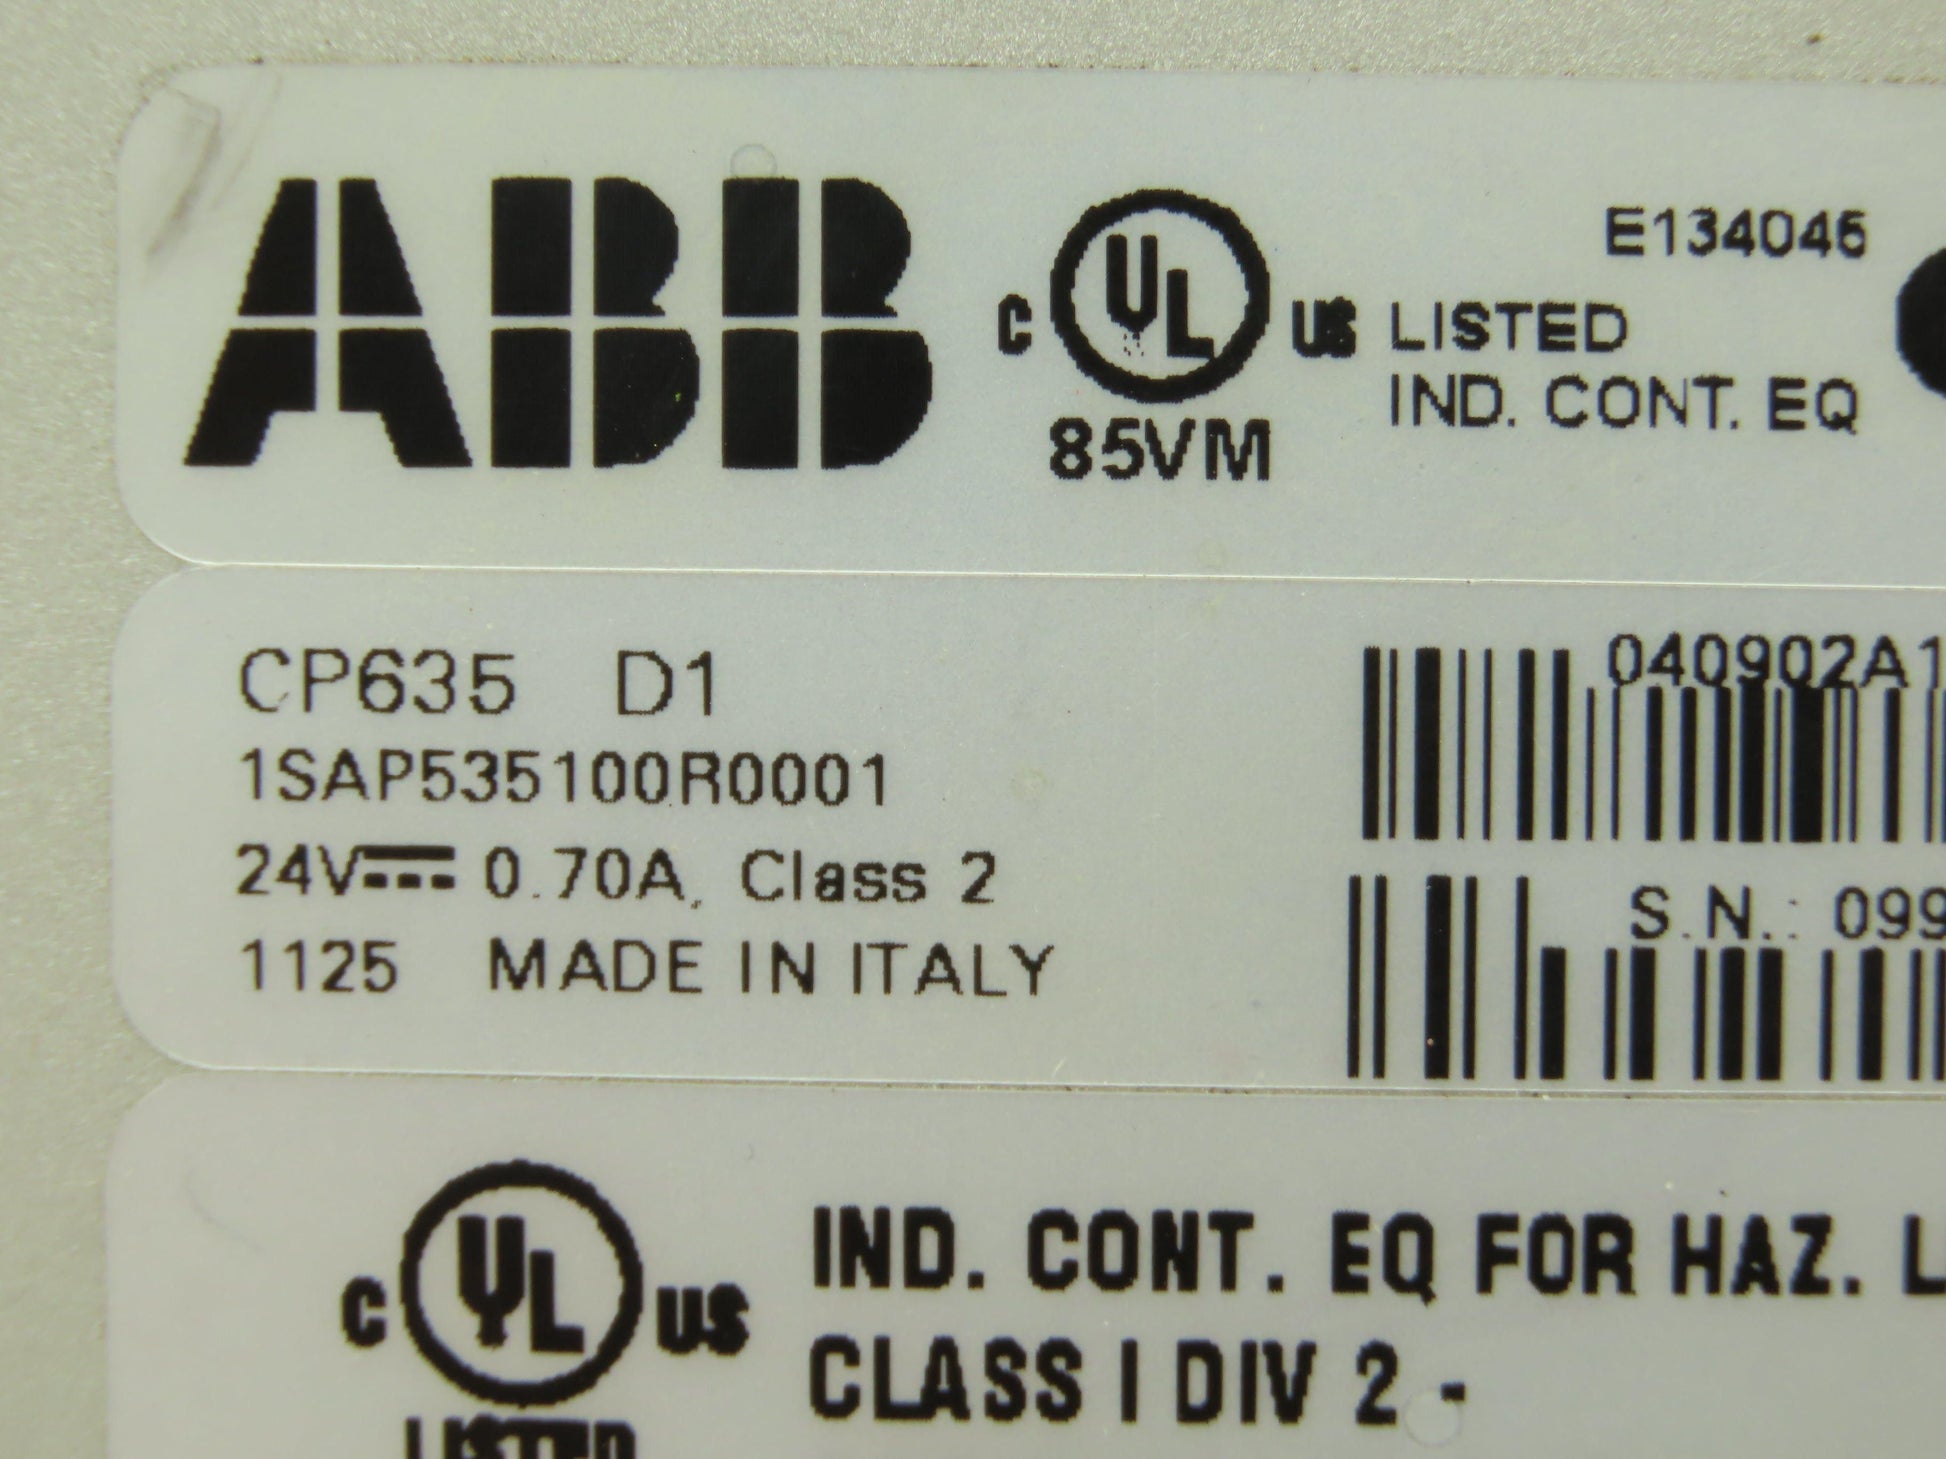 ABB
C UL US
85VM
E134046
LISTED
IND. CONT. EQ
CP635 D1
1SAP535100R0001
24V 0.70A, Class 2
1125 MADE IN ITALY
040902A1
S.N.: 099
C UL US
LISTED
IND. CONT. EQ FOR HAZ. L
CLASS I DIV 2 -